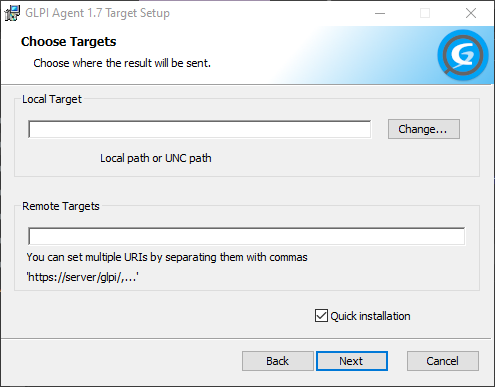 GLPI Agent 1.7 Target Setup
Choose Targets
Choose where the result will be sent.
Local Target
Change...
Local path or UNC path
Remote Targets
You can set multiple URIs by separating them with commas
'https://server/glpi/,...'
Quick installation
Back
Next
Cancel